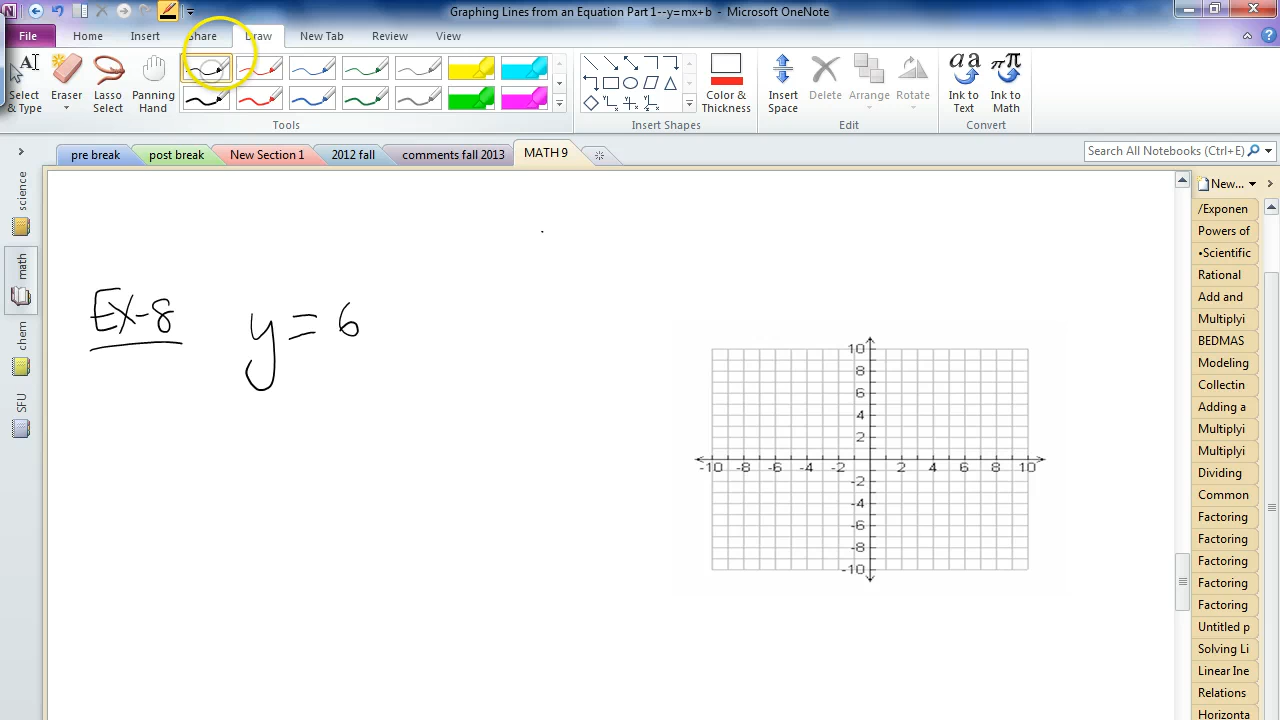 Graphing Lines from an Equation Part 1--y=mx+b - Microsoft OneNote
File Home Insert Share Draw New Tab Review View
Select & Type
Eraser
Lasso Select
Panning Hand
Color & Thickness
Insert Space
Delete
Arrange
Rotate
Ink to Text
Ink to Math
Tools Insert Shapes Edit Convert
pre break post break New Section 1 2012 fall comments fall 2013 MATH 9
Search All Notebooks (Ctrl+E)
science
math
chem
SFU
EX-8 y = 6
10
8
6
4
2
-10 -8 -6 -4 -2 2 4 6 8 10
-2
-4
-6
-8
-10
New...
/Exponen
Powers of
•Scientific
Rational
Add and
Multiplyi
BEDMAS
Modeling
Collectin
Adding a
Multiplyi
Multiplyi
Dividing
Common
Factoring
Factoring
Factoring
Factoring
Factoring
Untitled p
Solving Li
Linear Ine
Relations
Horizonta